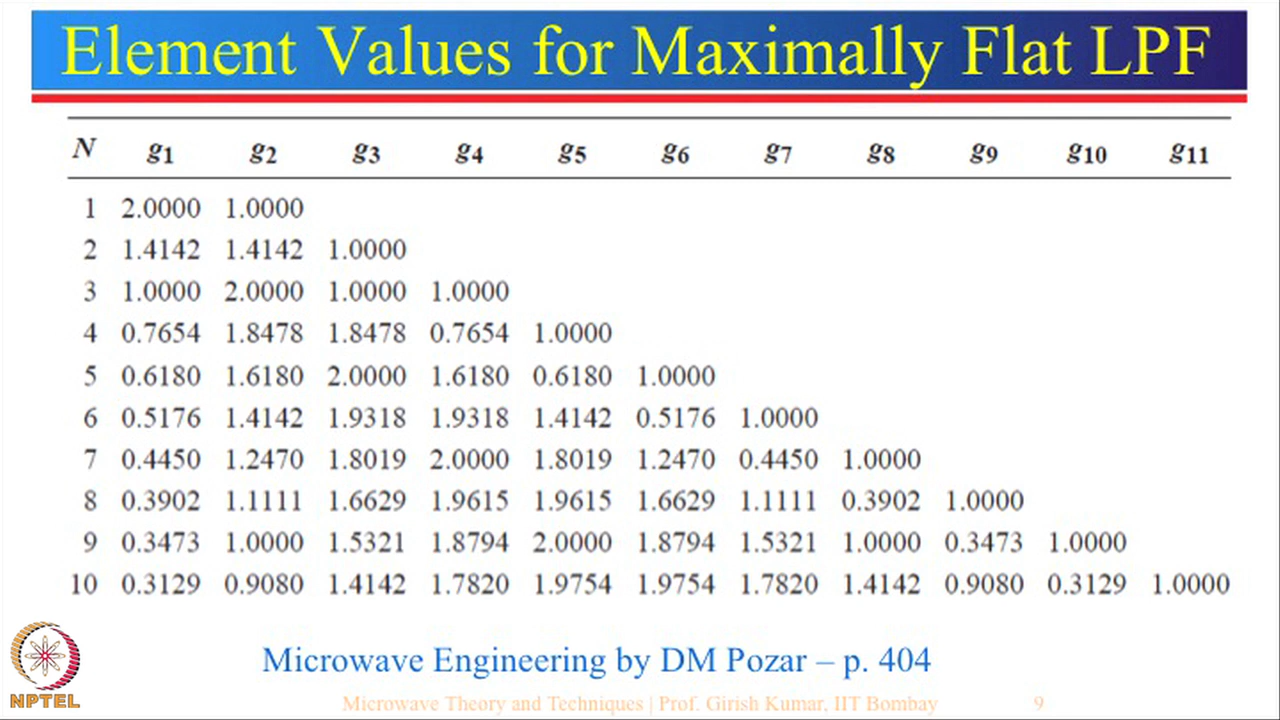 Element Values for Maximally Flat LPF
N g1 g2 g3 g4 g5 g6 g7 g8 g9 g10 g11
1 2.0000 1.0000
2 1.4142 1.4142 1.0000
3 1.0000 2.0000 1.0000 1.0000
4 0.7654 1.8478 1.8478 0.7654 1.0000
5 0.6180 1.6180 2.0000 1.6180 0.6180 1.0000
6 0.5176 1.4142 1.9318 1.9318 1.4142 0.5176 1.0000
7 0.4450 1.2470 1.8019 2.0000 1.8019 1.2470 0.4450 1.0000
8 0.3902 1.1111 1.6629 1.9615 1.9615 1.6629 1.1111 0.3902 1.0000
9 0.3473 1.0000 1.5321 1.8794 2.0000 1.8794 1.5321 1.0000 0.3473 1.0000
10 0.3129 0.9080 1.4142 1.7820 1.9754 1.9754 1.7820 1.4142 0.9080 0.3129 1.0000
Microwave Engineering by DM Pozar – p. 404
NPTEL
Microwave Theory and Techniques | Prof. Girish Kumar, IIT Bombay 9